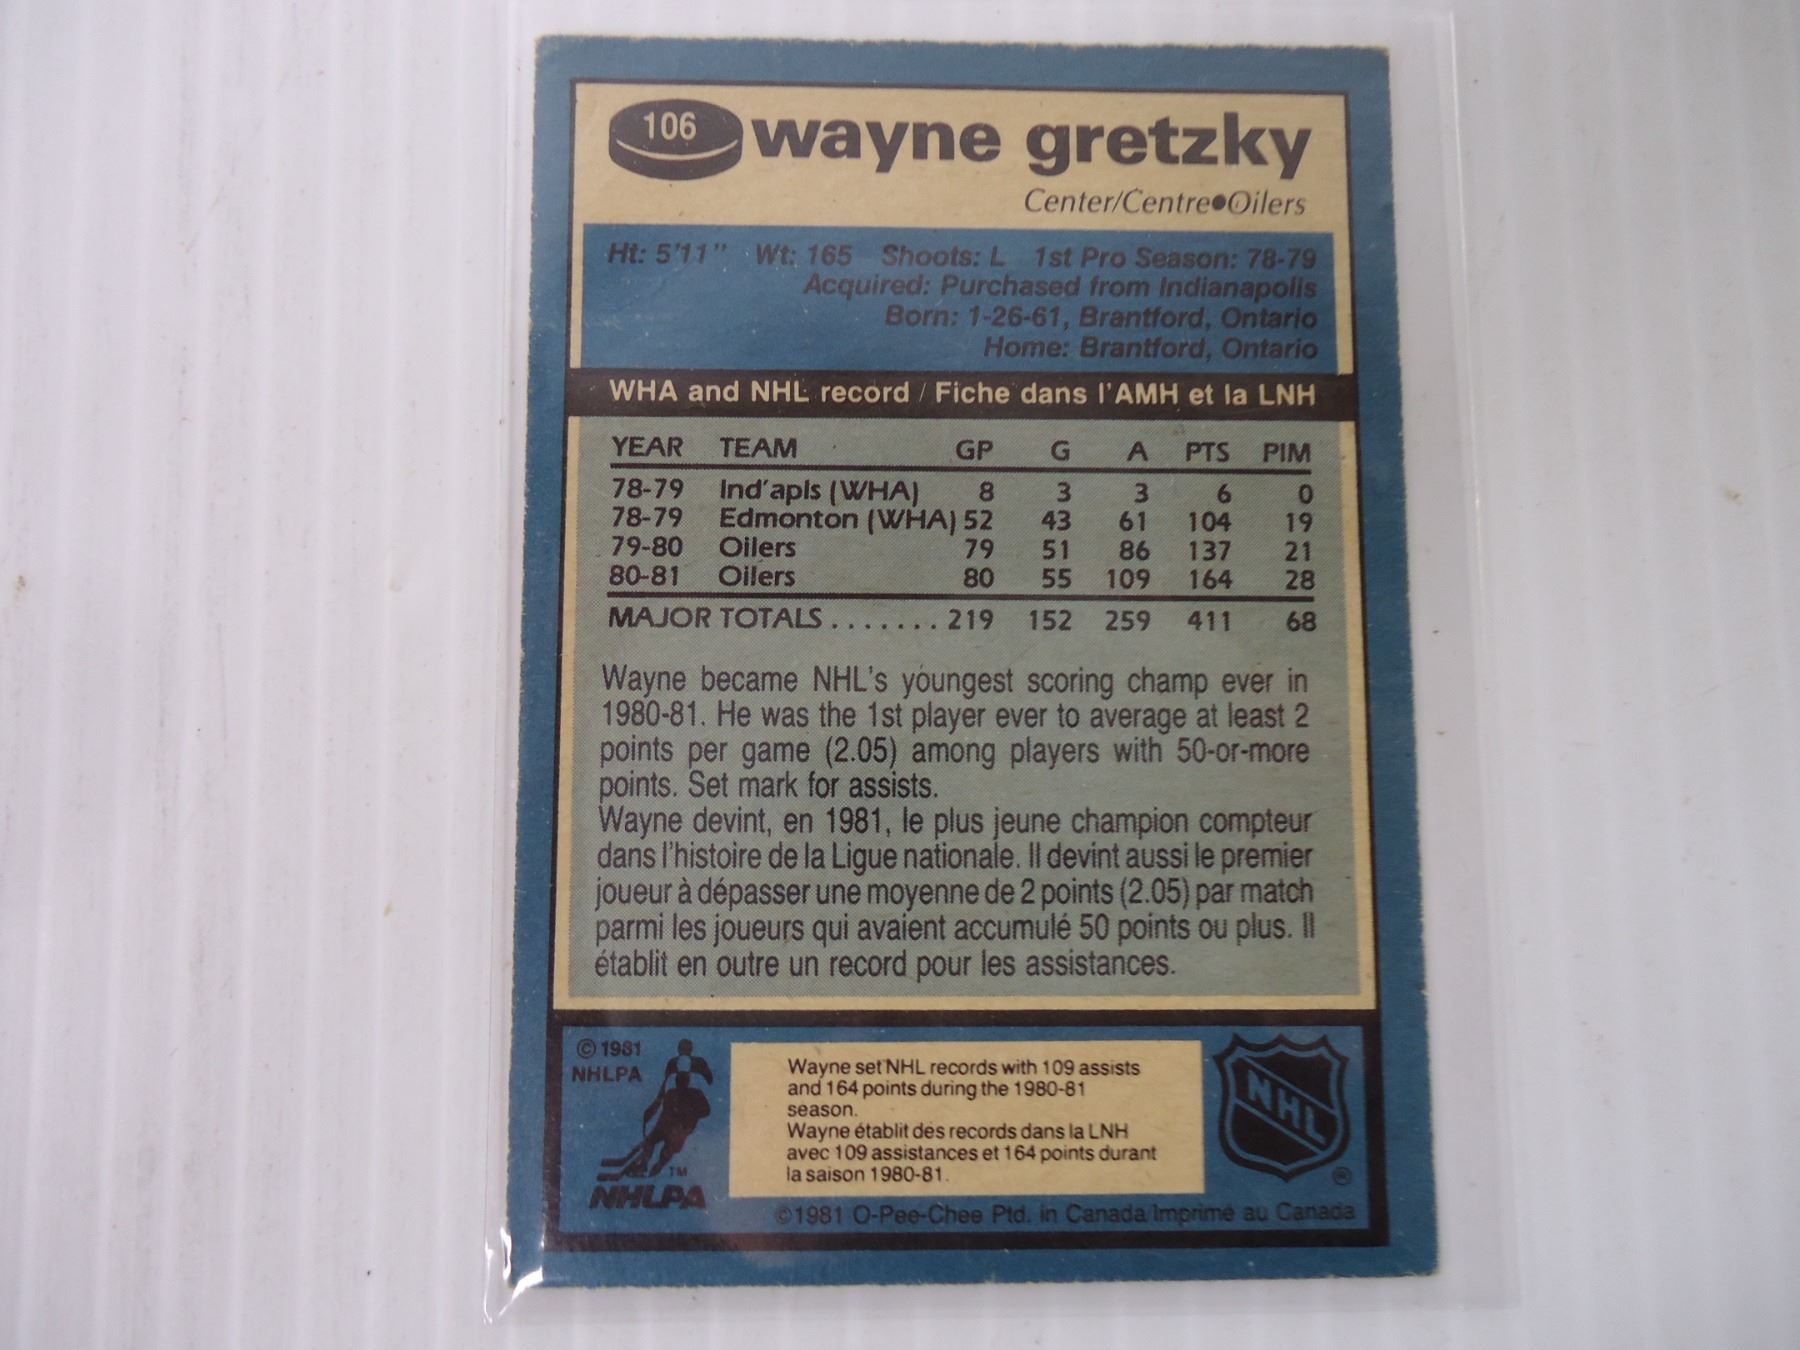 106 wayne gretzky
Center/Centre●Oilers
Ht: 5'11" Wt: 165 Shoots: L 1st Pro Season: 78-79
Acquired: Purchased from Indianapolis
Born: 1-26-61, Brantford, Ontario
Home: Brantford, Ontario
WHA and NHL record / Fiche dans l'AMH et la LNH
YEAR TEAM GP G A PTS PIM
78-79 Ind'apls (WHA) 8 3 3 6 0
78-79 Edmonton (WHA) 52 43 61 104 19
79-80 Oilers 79 51 86 137 21
80-81 Oilers 80 55 109 164 28
MAJOR TOTALS ....... 219 152 259 411 68
Wayne became NHL's youngest scoring champ ever in
1980-81. He was the 1st player ever to average at least 2
points per game (2.05) among players with 50-or-more
points. Set mark for assists.
Wayne devint, en 1981, le plus jeune champion compteur
dans l'histoire de la Ligue nationale. Il devint aussi le premier
joueur à dépasser une moyenne de 2 points (2.05) par match
parmi les joueurs qui avaient accumulé 50 points ou plus. Il
établit en outre un record pour les assistances.
© 1981
NHLPA
TM
NHLPA
Wayne set NHL records with 109 assists
and 164 points during the 1980-81
season.
Wayne établit des records dans la LNH
avec 109 assistances et 164 points durant
la saison 1980-81.
NHL
®
©1981 O-Pee-Chee Ptd. in Canada/Imprimé au Canada